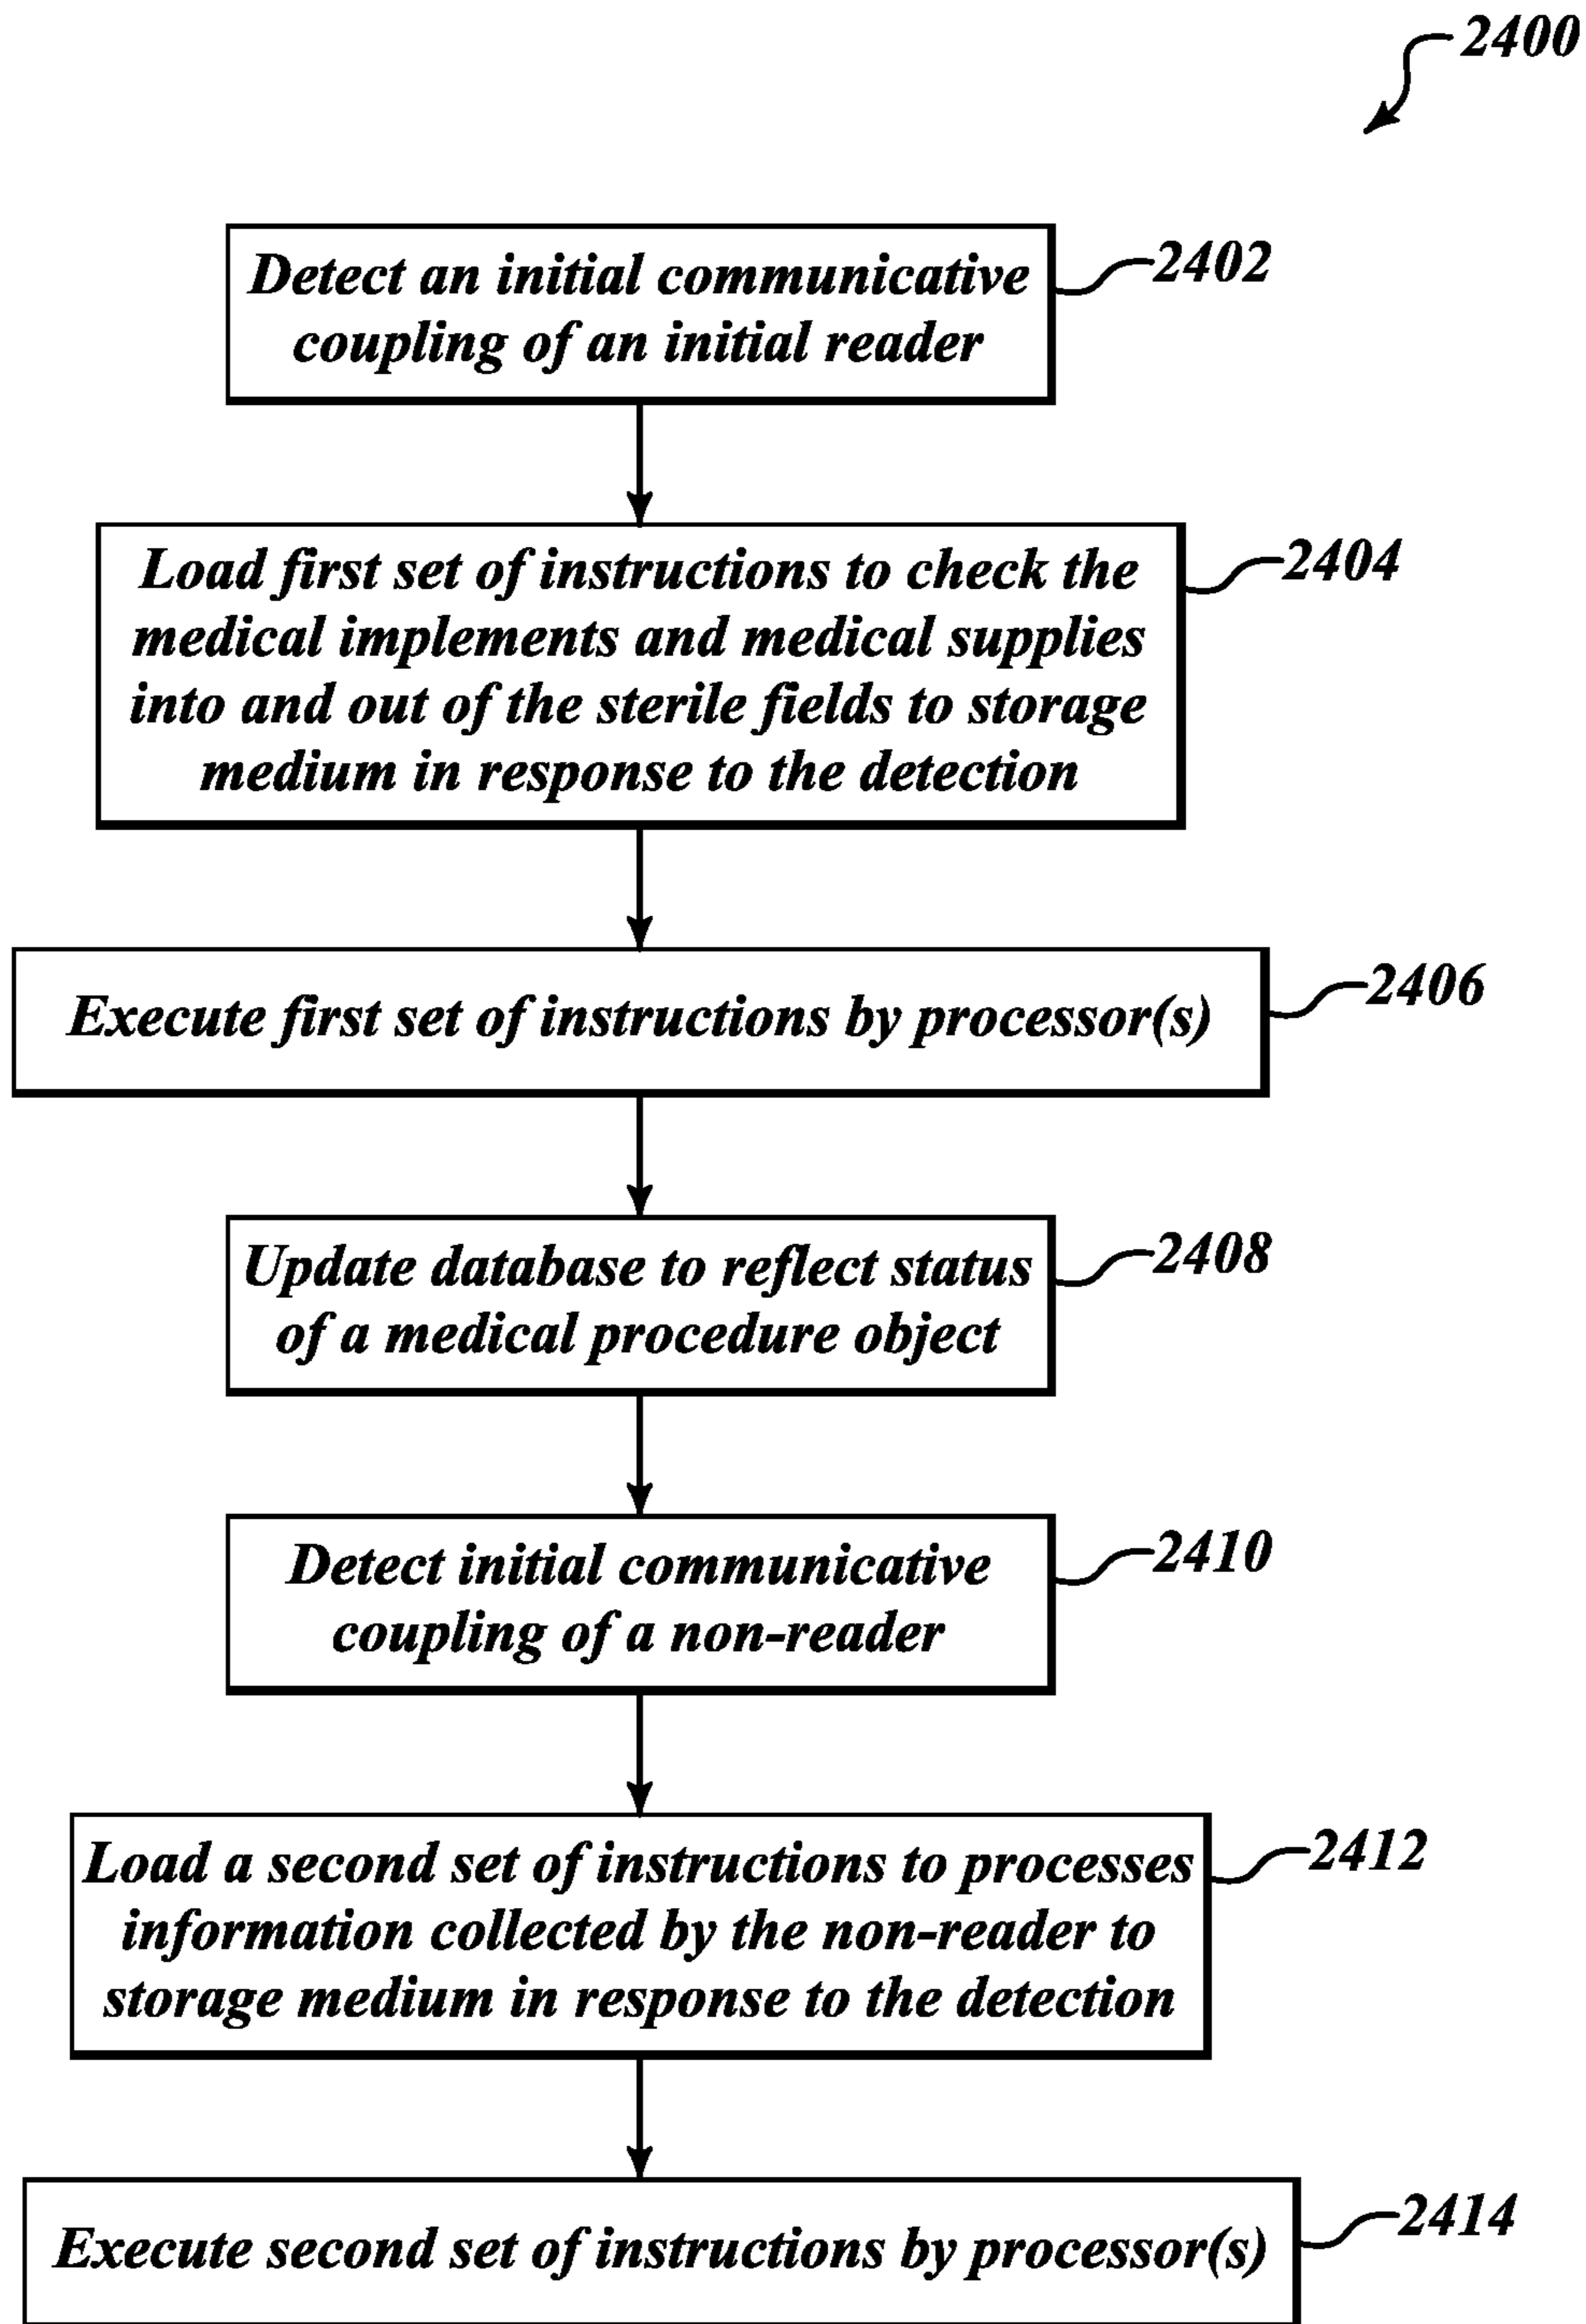 2400
Detect an initial communicative
coupling of an initial reader
2402
Load first set of instructions to check the
medical implements and medical supplies
into and out of the sterile fields to storage
medium in response to the detection
2404
Execute first set of instructions by processor(s)
2406
Update database to reflect status
of a medical procedure object
2408
Detect initial communicative
coupling of a non-reader
2410
Load a second set of instructions to processes
information collected by the non-reader to
storage medium in response to the detection
2412
Execute second set of instructions by processor(s)
2414